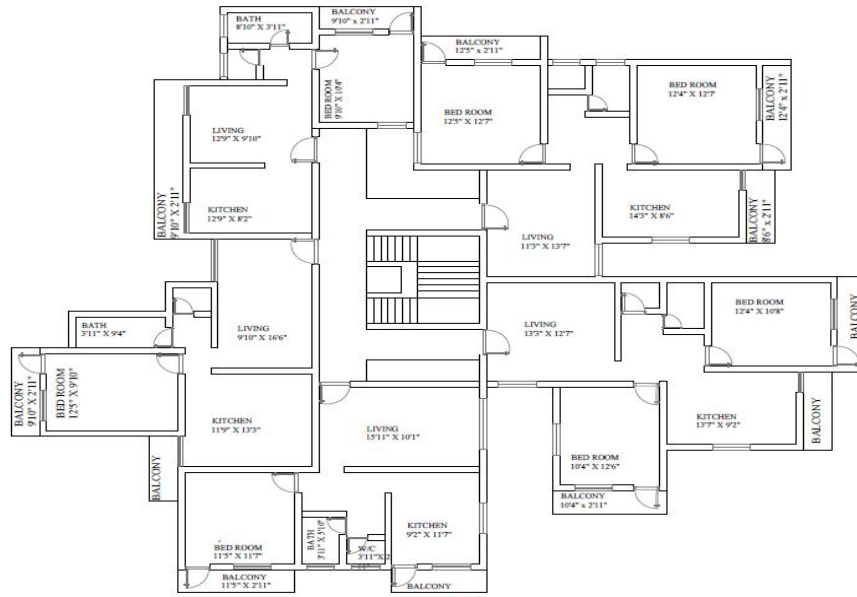 BALCONY
9'10" x 2'11"
BATH
8'10" X 3'11"
BED ROOM
9'10" X 10'4"
BALCONY
12'5" x 2'11"
BED ROOM
12'5" X 12'7"
BED ROOM
12'4" X 12'7'
BALCONY
12'4" x 2'11"
LIVING
12'9" X 9'10"
KITCHEN
12'9" X 8'2"
BALCONY
9'10" X 2'11"
KITCHEN
14'3" X 8'6"
BALCONY
8'6" x 2'11"
LIVING
11'3" X 13'7"
BATH
3'11" X 9'4"
LIVING
9'10" X 16'6"
LIVING
13'3" X 12'7"
BED ROOM
12'4" X 10'8"
BALCONY
BALCONY
9'10" X 2'11"
BED ROOM
12'5" X 9'10"
KITCHEN
11'9" X 13'3"
LIVING
15'11" X 10'1"
KITCHEN
13'7" X 9'2"
BALCONY
BALCONY
BED ROOM
10'4" X 12'6"
BALCONY
10'4" x 2'11"
BED ROOM
11'5" X 11'7"
BATH
3'11" X 5'10"
W/C
3'11" X 2
KITCHEN
9'2" X 11'7"
BALCONY
11'5" X 2'11"
BALCONY